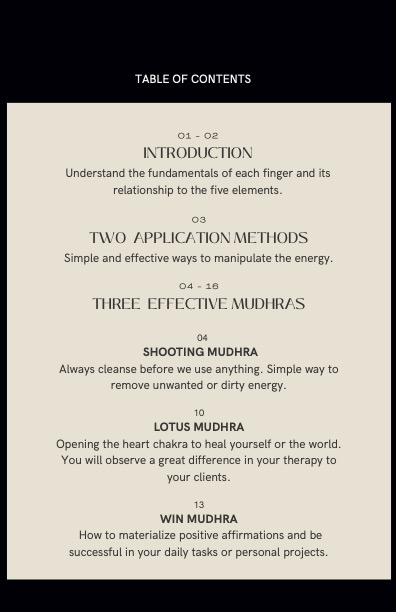 TABLE OF CONTENTS
01 - 02
INTRODUCTION
Understand the fundamentals of each finger and its
relationship to the five elements.
03
TWO APPLICATION METHODS
Simple and effective ways to manipulate the energy.
04 - 16
THREE EFFECTIVE MUDHRAS
04
SHOOTING MUDHRA
Always cleanse before we use anything. Simple way to
remove unwanted or dirty energy.
10
LOTUS MUDHRA
Opening the heart chakra to heal yourself or the world.
You will observe a great difference in your therapy to
your clients.
13
WIN MUDHRA
How to materialize positive affirmations and be
successful in your daily tasks or personal projects.